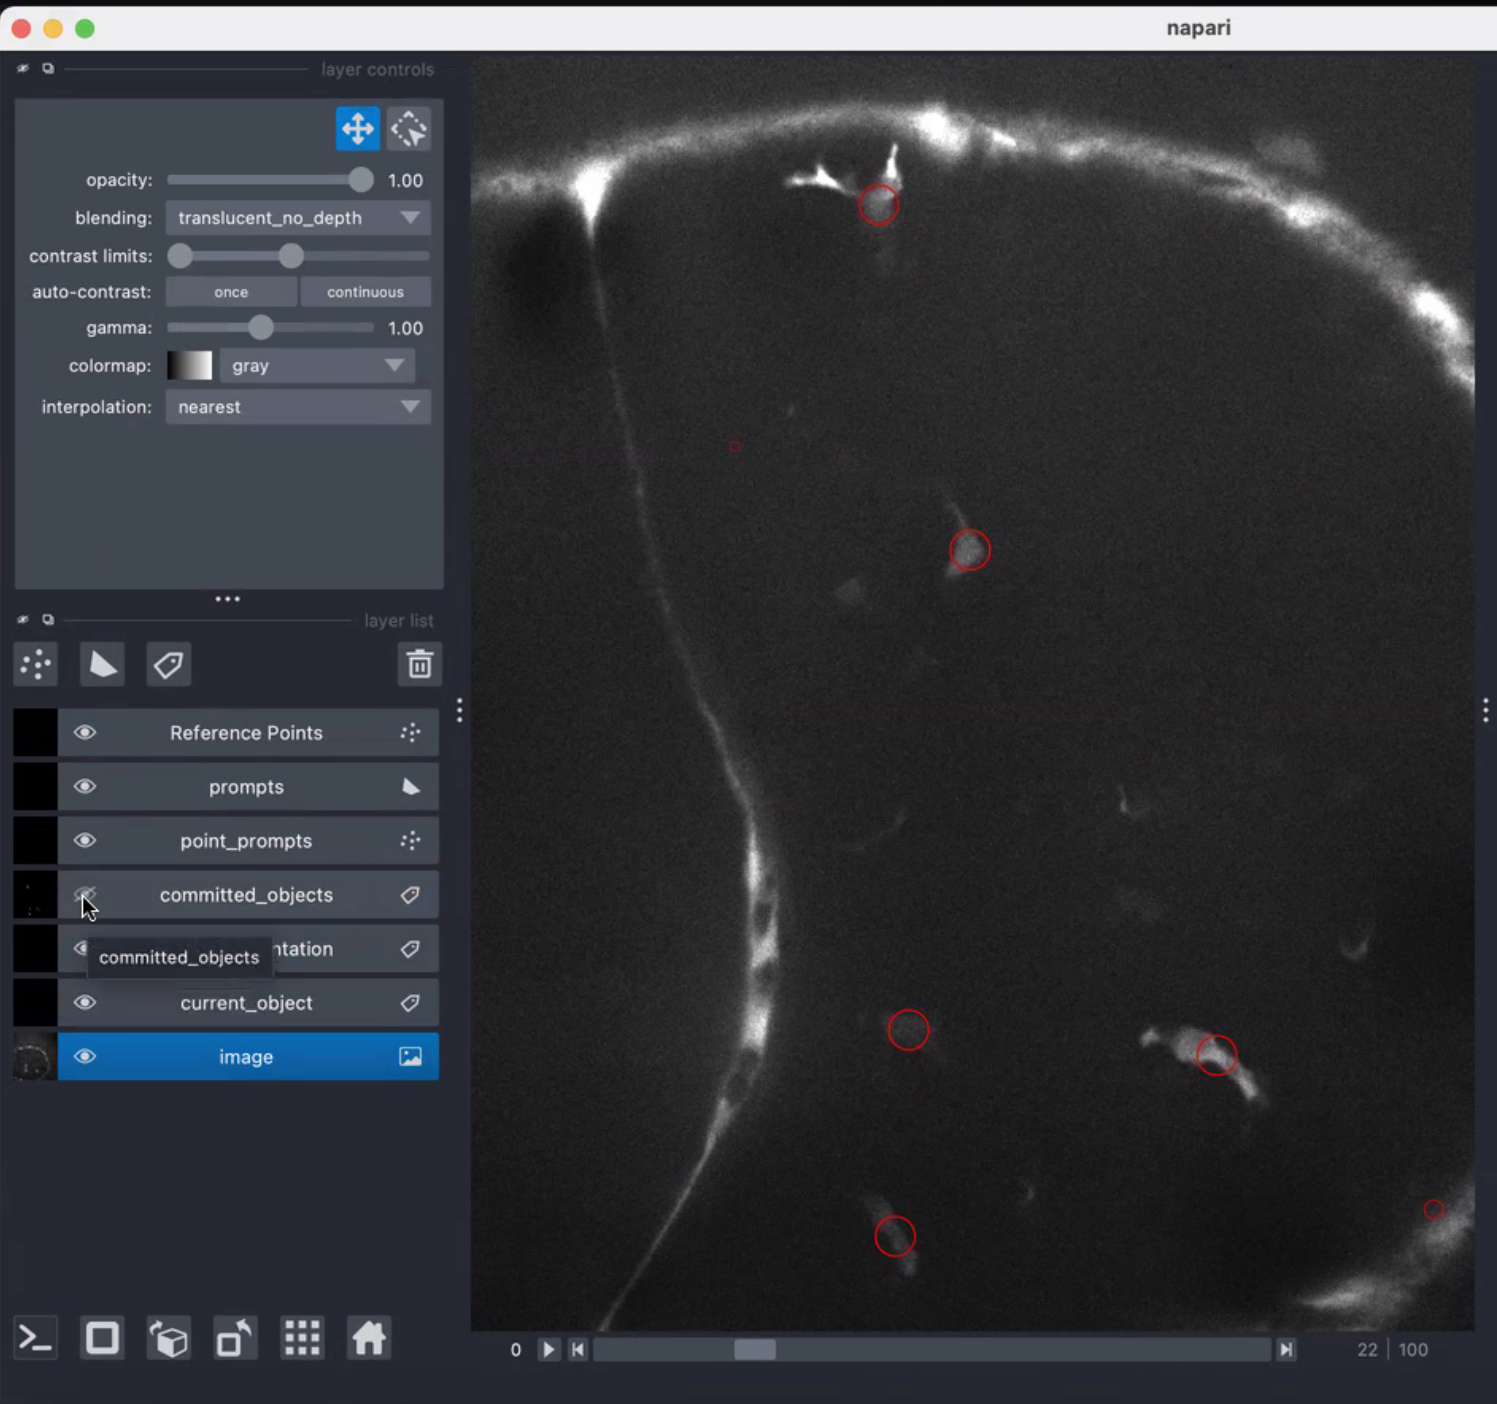 napari
layer controls
opacity: 1.00
blending: translucent_no_depth
contrast limits:
auto-contrast: once continuous
gamma: 1.00
colormap: gray
interpolation: nearest
layer list
Reference Points
prompts
point_prompts
committed_objects
ntation
committed_objects
current_object
image
0 22 100